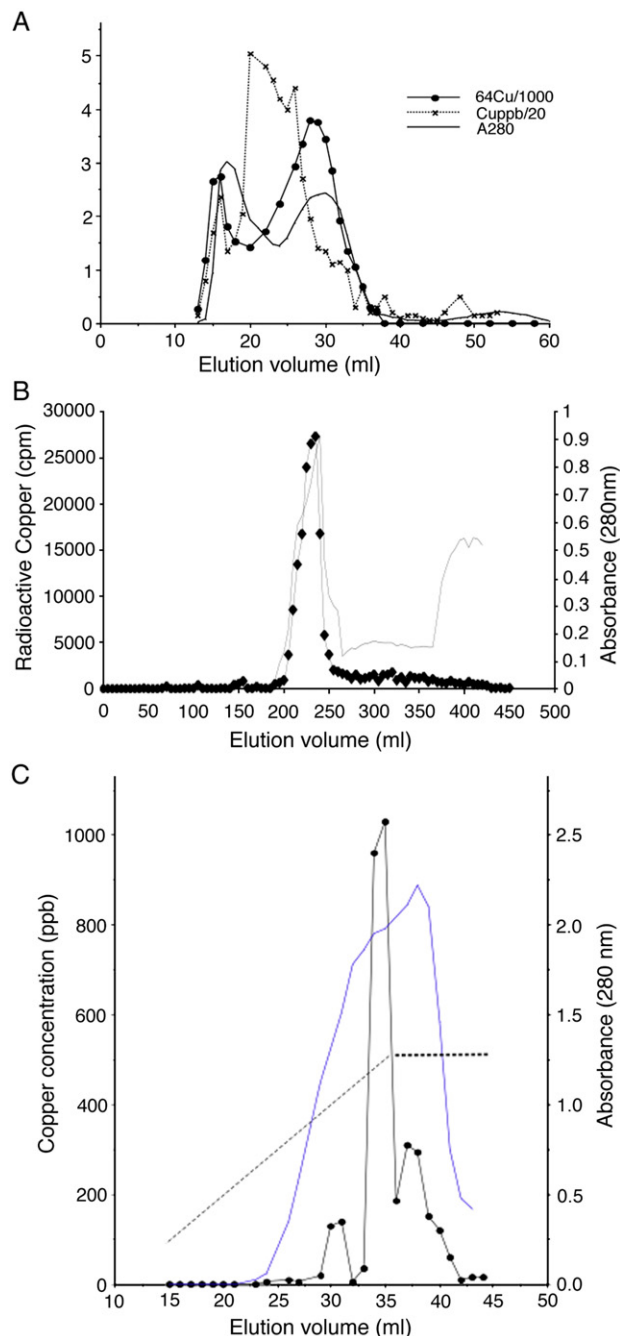 A
5
4
3
2
1
0
64Cu/1000
Cuppb/20
A280
0 10 20 30 40 50 60
Elution volume (ml)
B
Radioactive Copper (cpm)
30000
25000
20000
15000
10000
5000
0
1
0.9
0.8
0.7
0.6
0.5
0.4
0.3
0.2
0.1
0
Absorbance (280nm)
0 50 100 150 200 250 300 350 400 450 500
Elution volume (ml)
C
Copper concentration (ppb)
1000
800
600
400
200
0
2.5
2.0
1.5
1.0
0.5
0.0
Absorbance (280 nm)
10 15 20 25 30 35 40 45 50
Elution volume (ml)